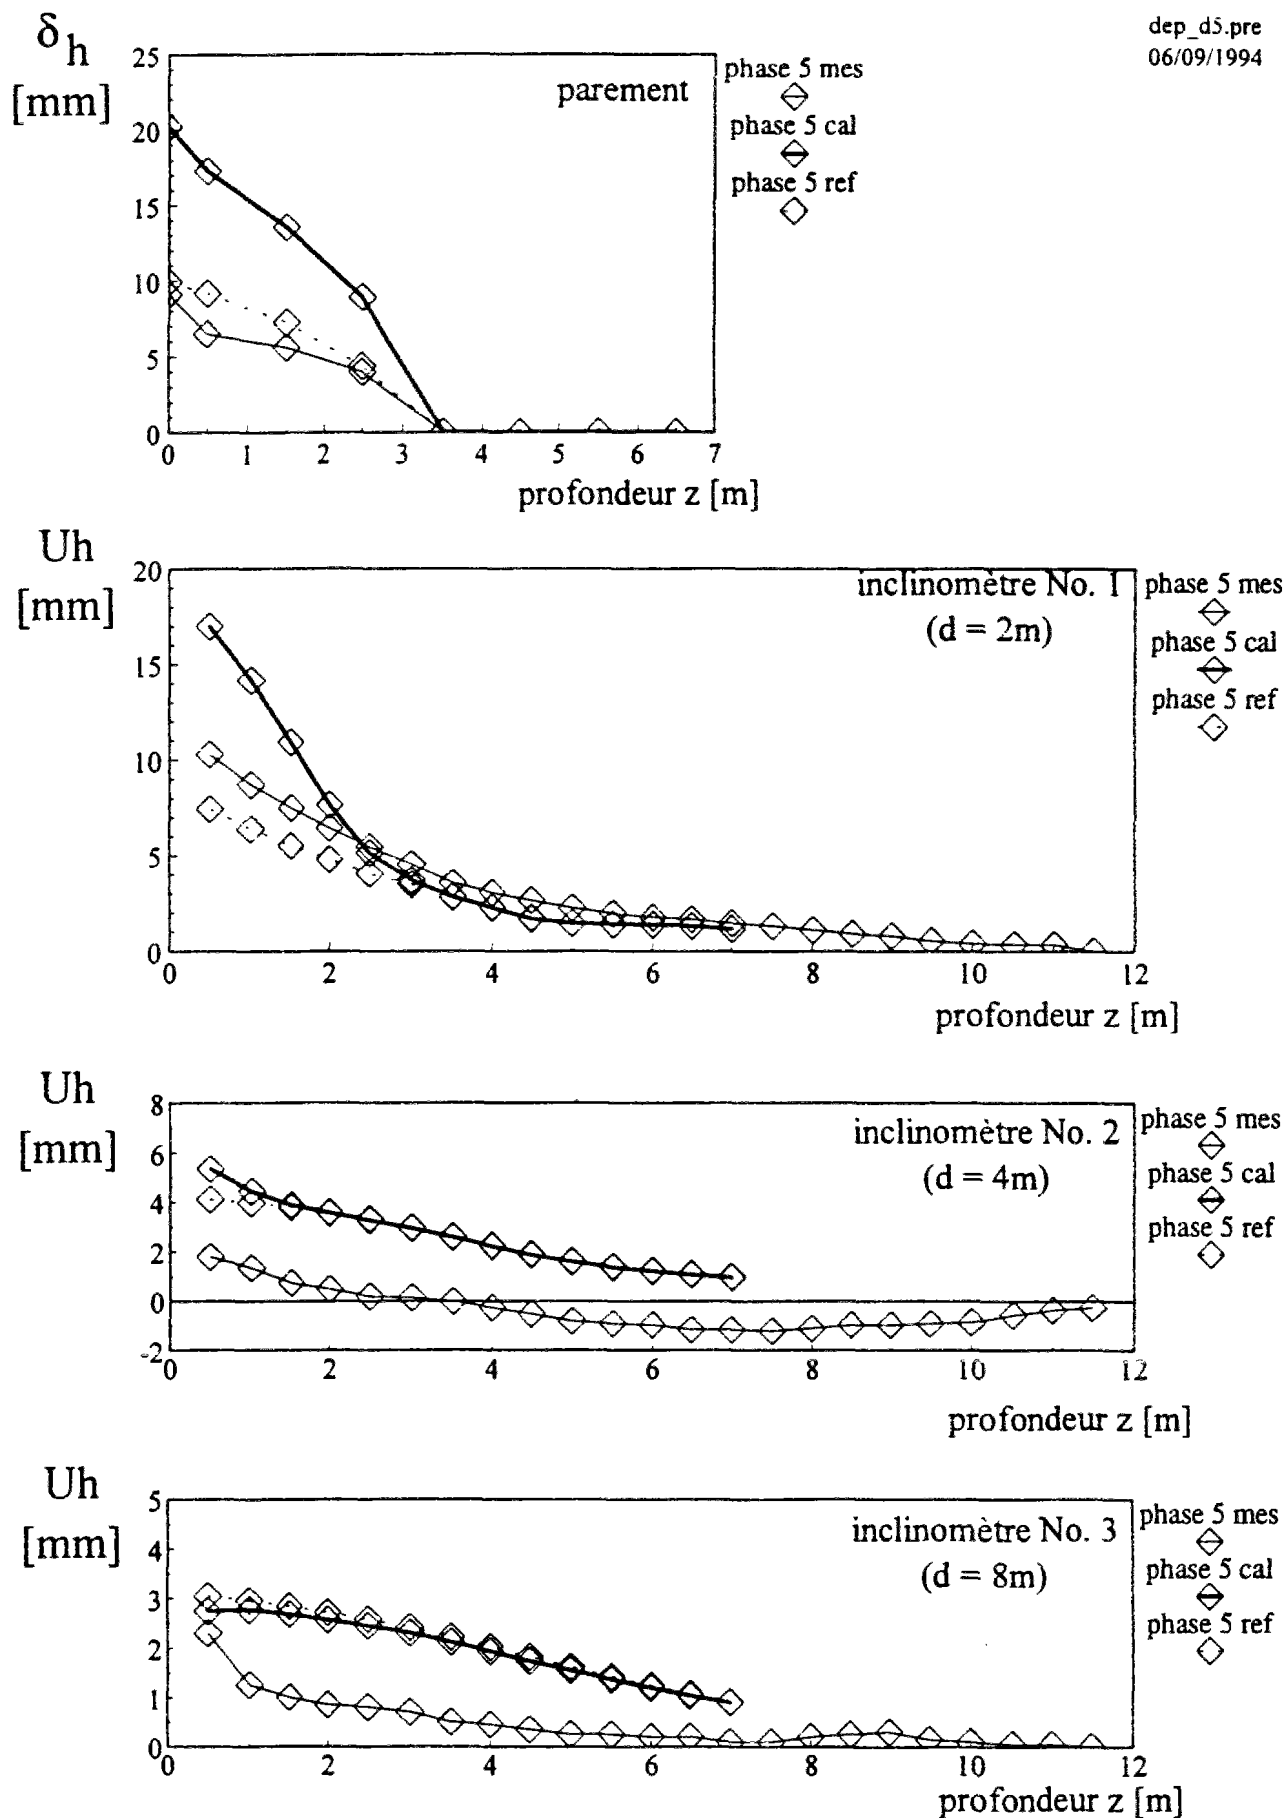 dep_d5.pre
06/09/1994
δh
[mm]
25
20
15
10
5
0
parement
phase 5 mes
phase 5 cal
phase 5 ref
0 1 2 3 4 5 6 7
profondeur z [m]
Uh
[mm]
20
15
10
5
0
inclinomètre No. 1
(d = 2m)
phase 5 mes
phase 5 cal
phase 5 ref
0 2 4 6 8 10 12
profondeur z [m]
Uh
[mm]
8
6
4
2
0
-2
inclinomètre No. 2
(d = 4m)
phase 5 mes
phase 5 cal
phase 5 ref
0 2 4 6 8 10 12
profondeur z [m]
Uh
[mm]
5
4
3
2
1
0
inclinomètre No. 3
(d = 8m)
phase 5 mes
phase 5 cal
phase 5 ref
0 2 4 6 8 10 12
profondeur z [m]